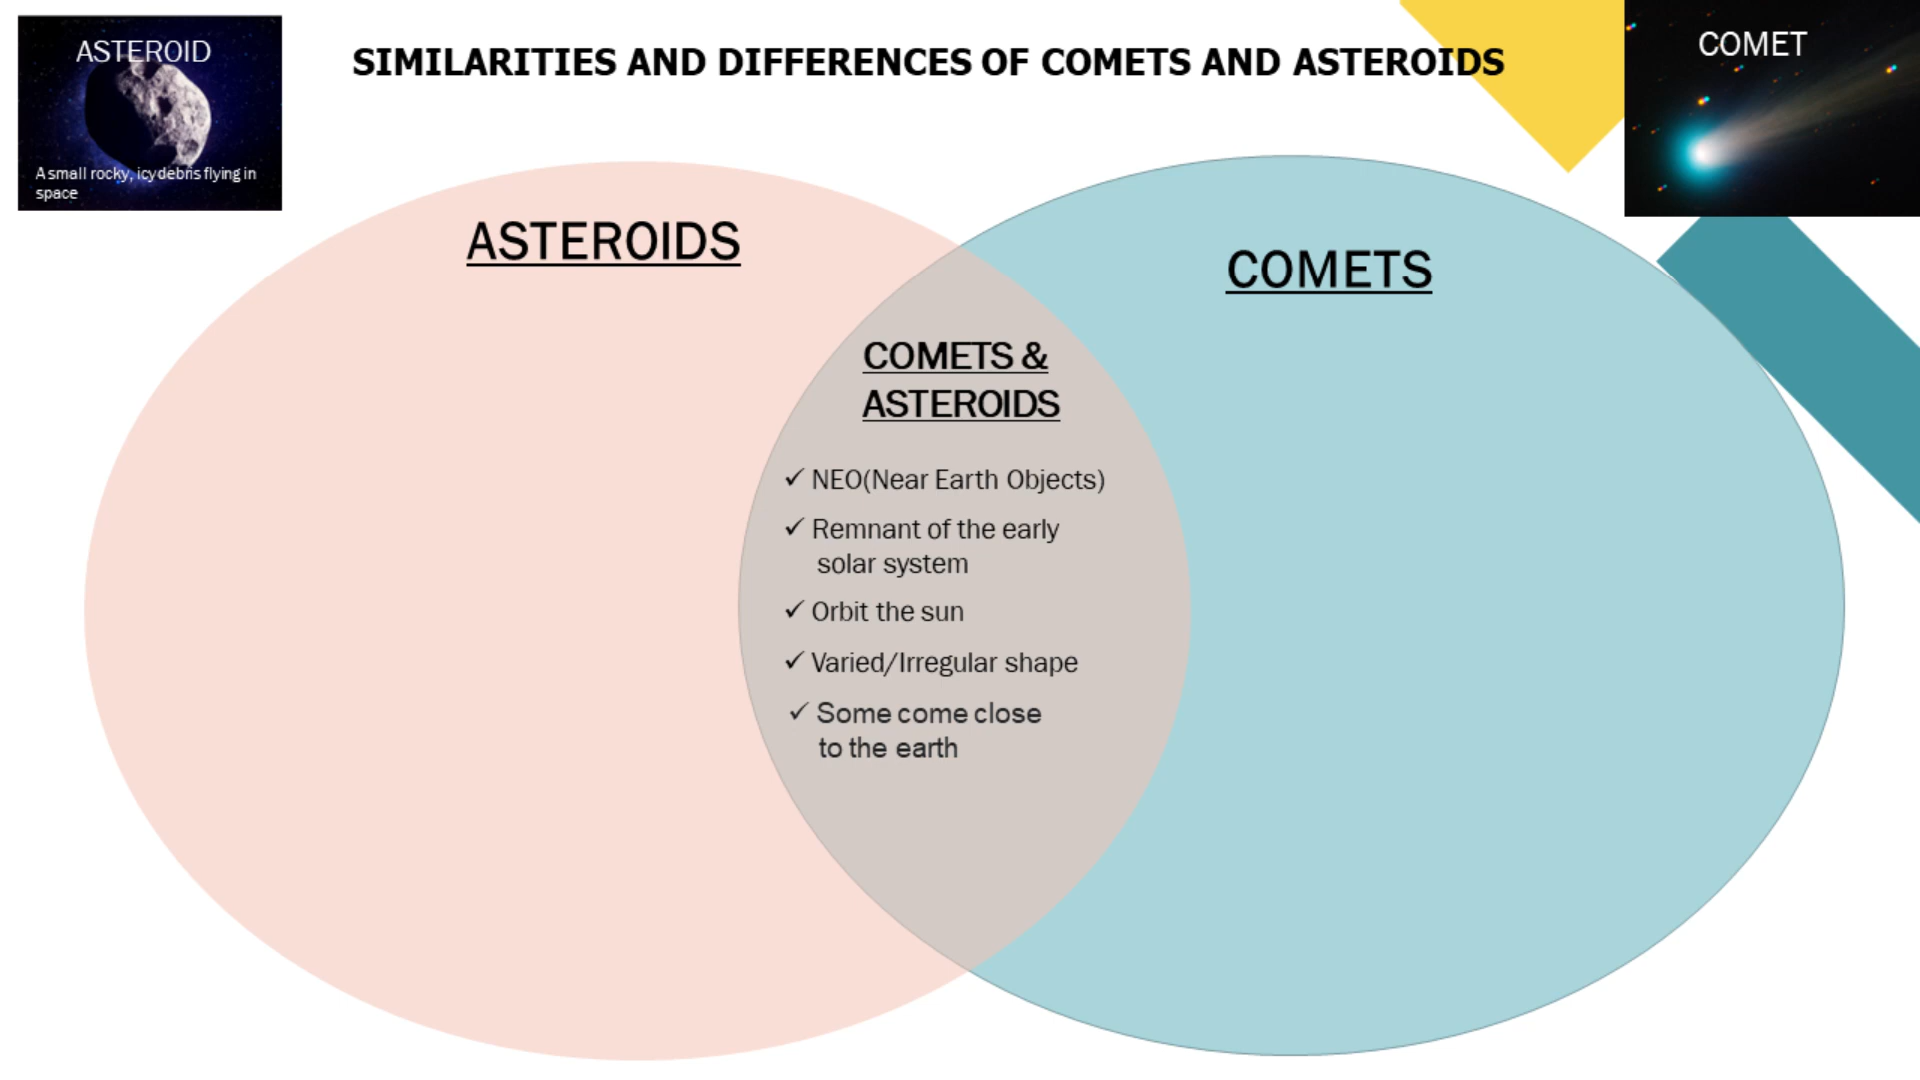 ASTEROID
A small rocky, icy debris flying in
space
SIMILARITIES AND DIFFERENCES OF COMETS AND ASTEROIDS
COMET
ASTEROIDS
COMETS
COMETS &
ASTEROIDS
✓ NEO(Near Earth Objects)
✓ Remnant of the early
solar system
✓ Orbit the sun
✓ Varied/Irregular shape
✓ Some come close
to the earth